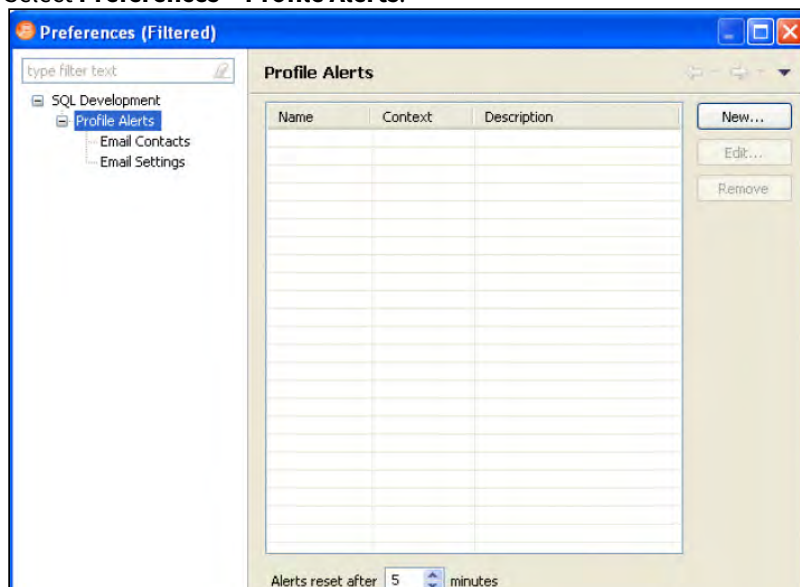 Select Preferences > Profile Alerts.
Preferences (Filtered)
type filter text
Profile Alerts
SQL Development
Profile Alerts
Email Contacts
Email Settings
Name Context Description
New...
Edit...
Remove
Alerts reset after 5 minutes